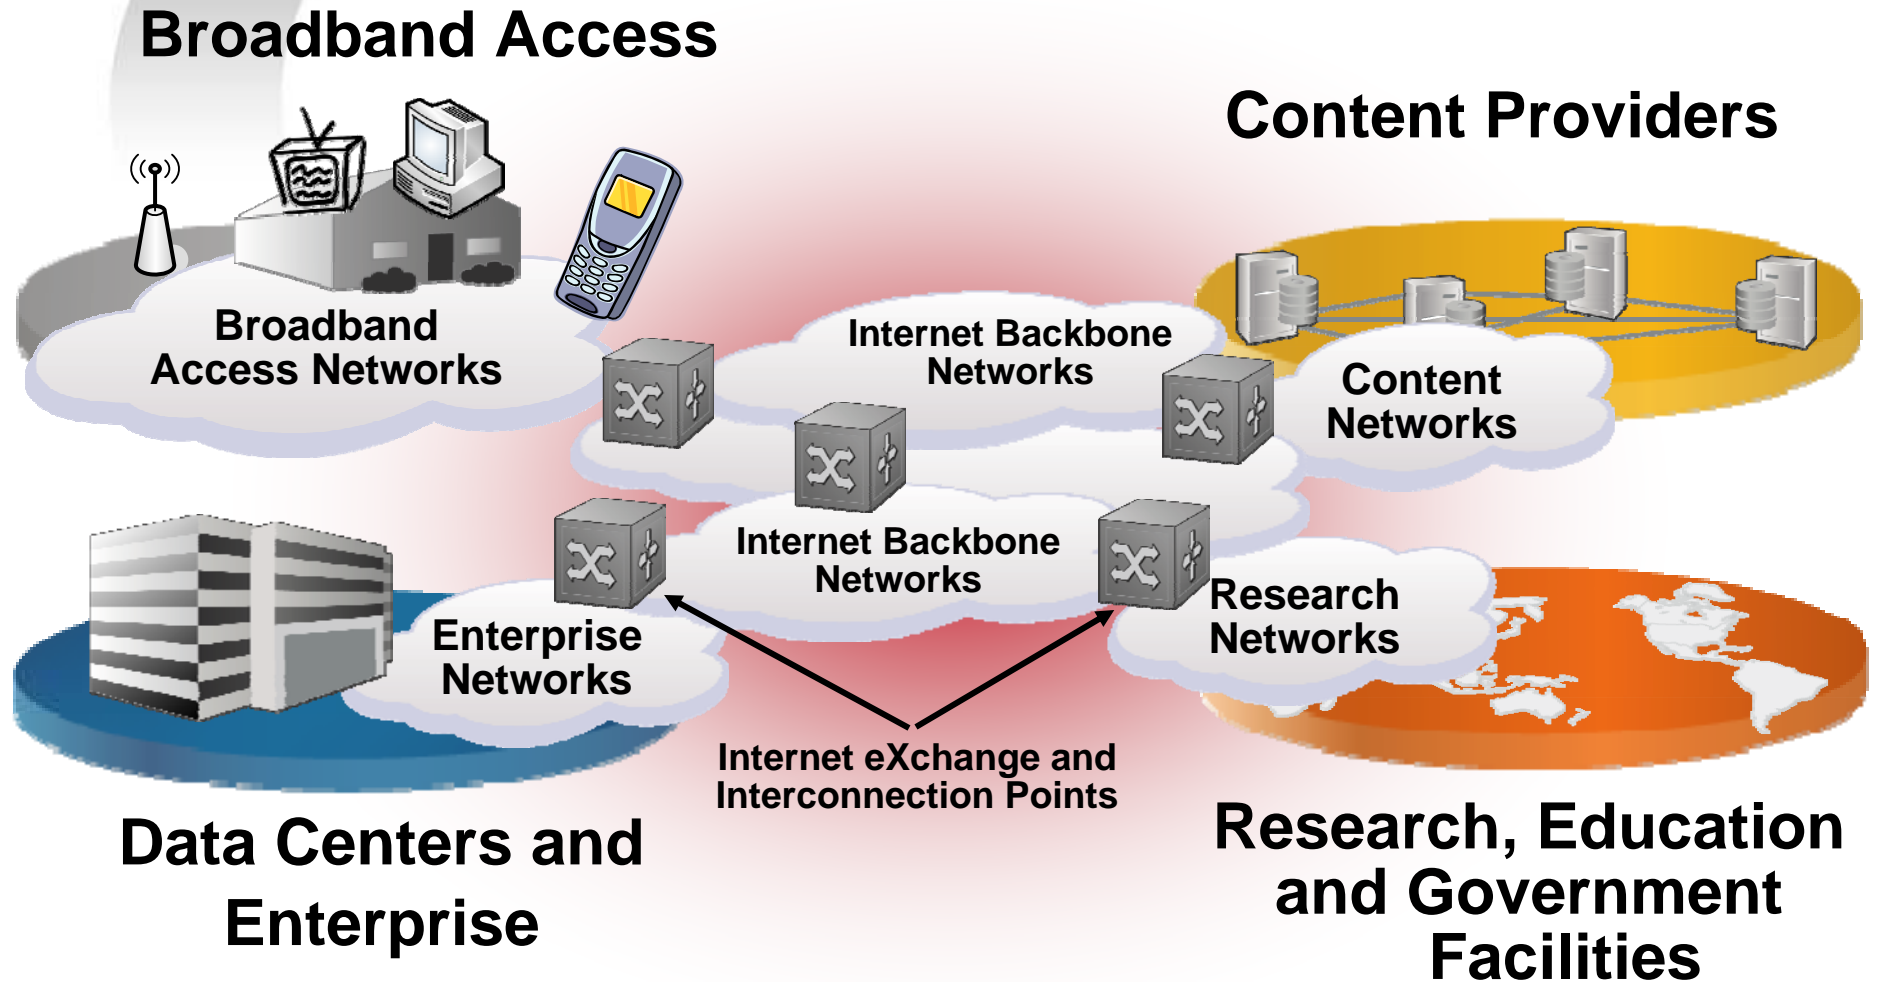 Broadband Access
Content Providers
Broadband
Access Networks
Internet Backbone
Networks
Content
Networks
Internet Backbone
Networks
Enterprise
Networks
Research
Networks
Internet eXchange and
Interconnection Points
Data Centers and
Enterprise
Research, Education
and Government
Facilities